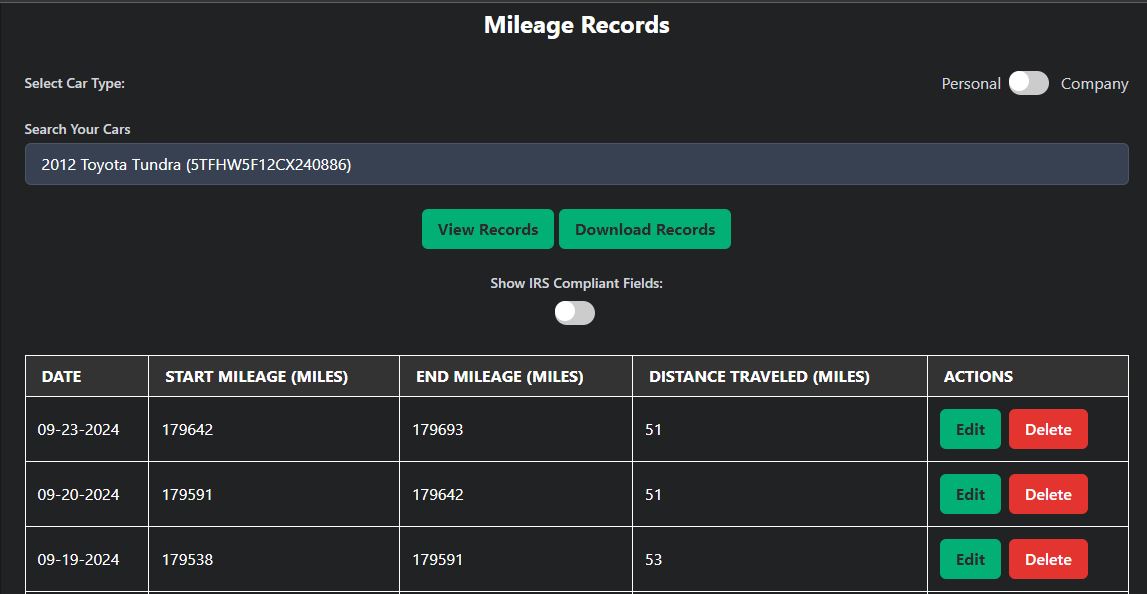 Mileage Records
Select Car Type:
Personal Company
Search Your Cars
2012 Toyota Tundra (5TFHW5F12CX240886)
View Records Download Records
Show IRS Compliant Fields:
DATE START MILEAGE (MILES) END MILEAGE (MILES) DISTANCE TRAVELED (MILES) ACTIONS
09-23-2024 179642 179693 51 Edit Delete
09-20-2024 179591 179642 51 Edit Delete
09-19-2024 179538 179591 53 Edit Delete